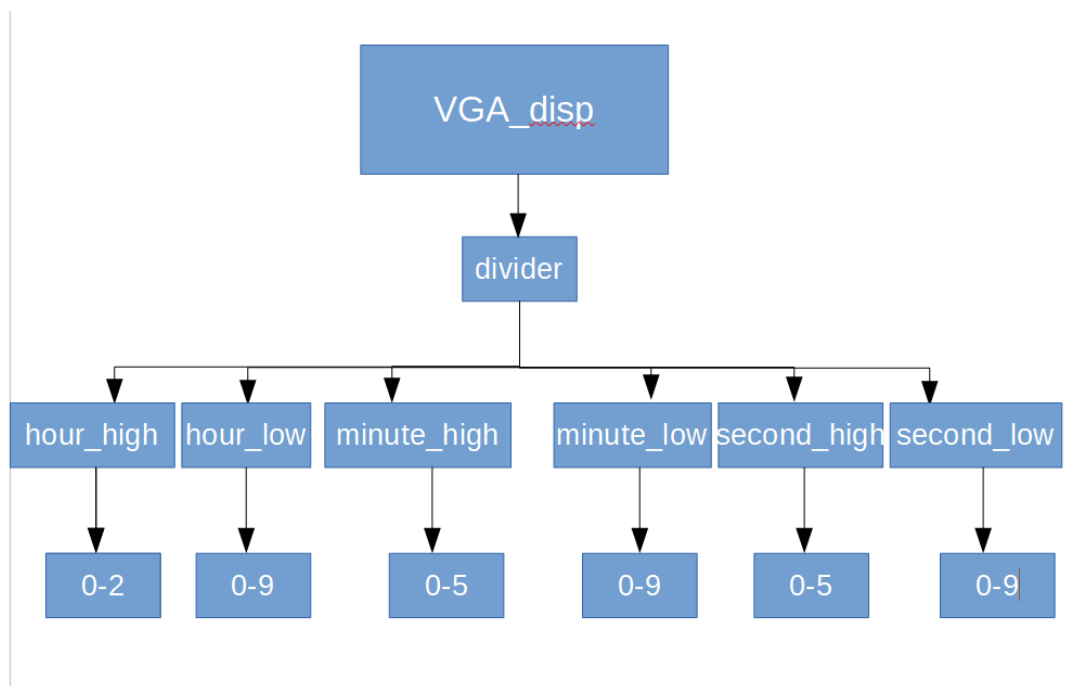 VGA_disp
divider
hour_high hour_low minute_high minute_low second_high second_low
0-2 0-9 0-5 0-9 0-5 0-9